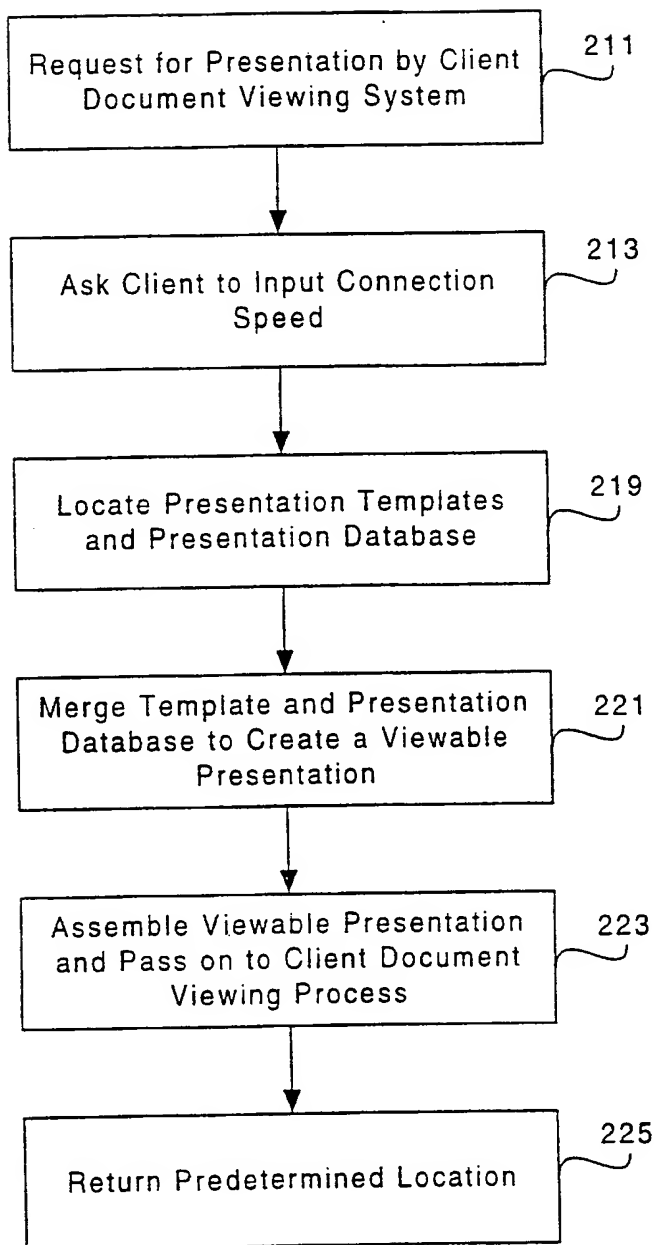 Request for Presentation by Client
Document Viewing System
211
Ask Client to Input Connection
Speed
213
Locate Presentation Templates
and Presentation Database
219
Merge Template and Presentation
Database to Create a Viewable
Presentation
221
Assemble Viewable Presentation
and Pass on to Client Document
Viewing Process
223
Return Predetermined Location
225